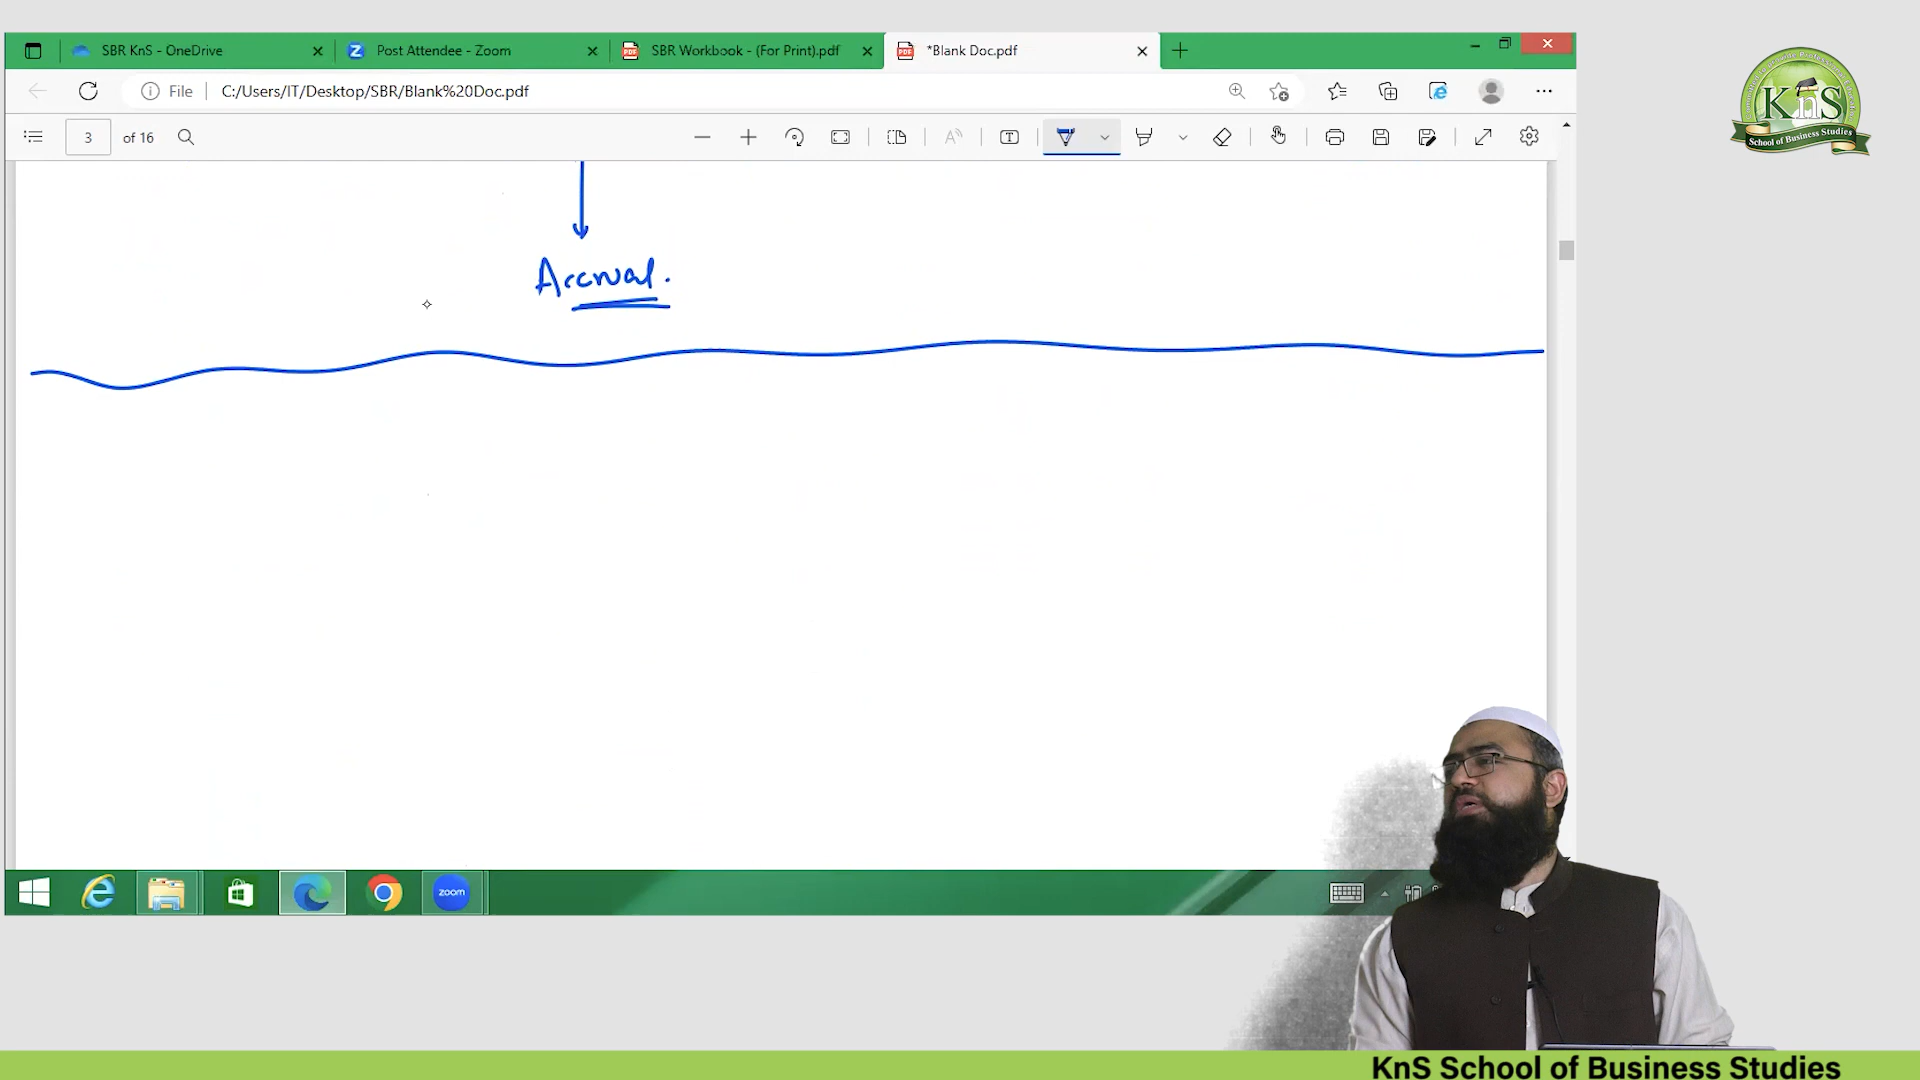 SBR KnS - OneDrive
Post Attendee - Zoom
SBR Workbook - (For Print).pdf
*Blank Doc.pdf
File
C:/Users/IT/Desktop/SBR/Blank%20Doc.pdf
3 of 16
Accrual.
zoom
KnS
School of Business Studies
KnS School of Business Studies